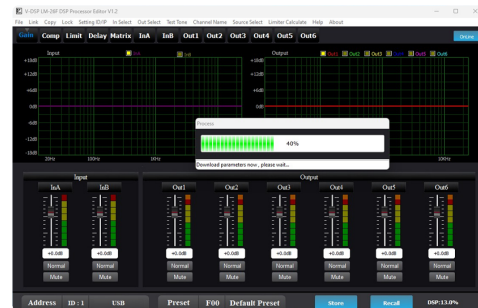 V-DSP LM-26F DSP Processor Editor V1.2
File Link Copy Lock Setting ID/IP In Select Out Select Test Tone Channel Name Source Select Limiter Calculate Help About
Gain Comp Limit Delay Matrix InA InB Out1 Out2 Out3 Out4 Out5 Out6 OnLine
Input InA InB Output Out1 Out2 Out3 Out4 Out5 Out6
+18dB +18dB
+12dB +12dB
+6dB +6dB
0dB 0dB
-6dB
-12dB
-18dB
20Hz 100Hz 1KHz 10KHz
Process
40%
Download parameters now , please wait...
Input Output
InA InB Out1 Out2 Out3 Out4 Out5 Out6
+0.0dB +0.0dB +0.0dB +0.0dB +0.0dB +0.0dB +0.0dB +0.0dB
Normal Normal Normal Normal Normal Normal Normal Normal
Mute Mute Mute Mute Mute Mute Mute Mute
Address ID : 1 USB Preset F00 Default Preset Store Recall DSP:13.0%